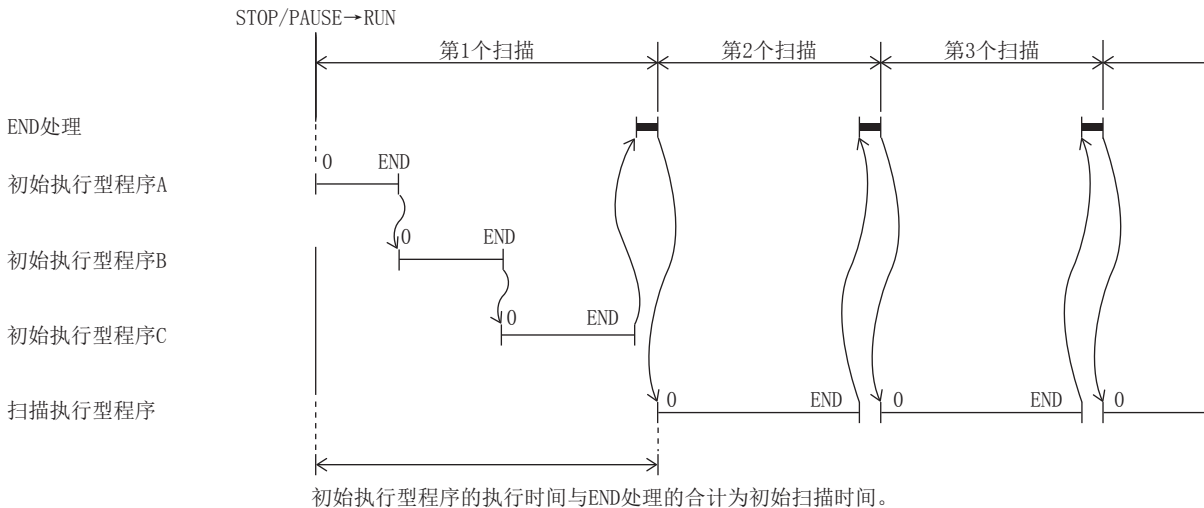 STOP/PAUSE→RUN
第1个扫描
第2个扫描
第3个扫描
END处理
0
END
初始执行型程序A
0
END
初始执行型程序B
0
END
初始执行型程序C
扫描执行型程序
0
END
0
END
0
初始执行型程序的执行时间与END处理的合计为初始扫描时间。